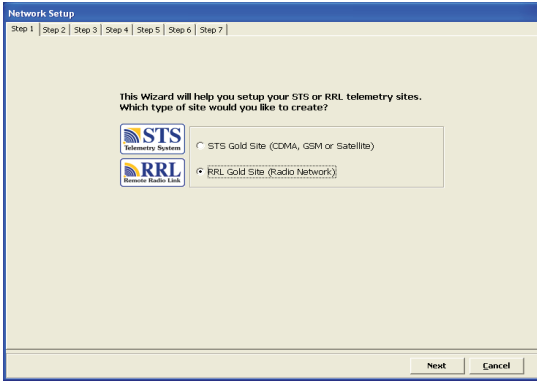 Network Setup
Step 1 Step 2 Step 3 Step 4 Step 5 Step 6 Step 7
This Wizard will help you setup your STS or RRL telemetry sites.
Which type of site would you like to create?
STS
Telemetry System
STS Gold Site (CDMA, GSM or Satellite)
RRL
Remote Radio Link
RRL Gold Site (Radio Network)
Next Cancel